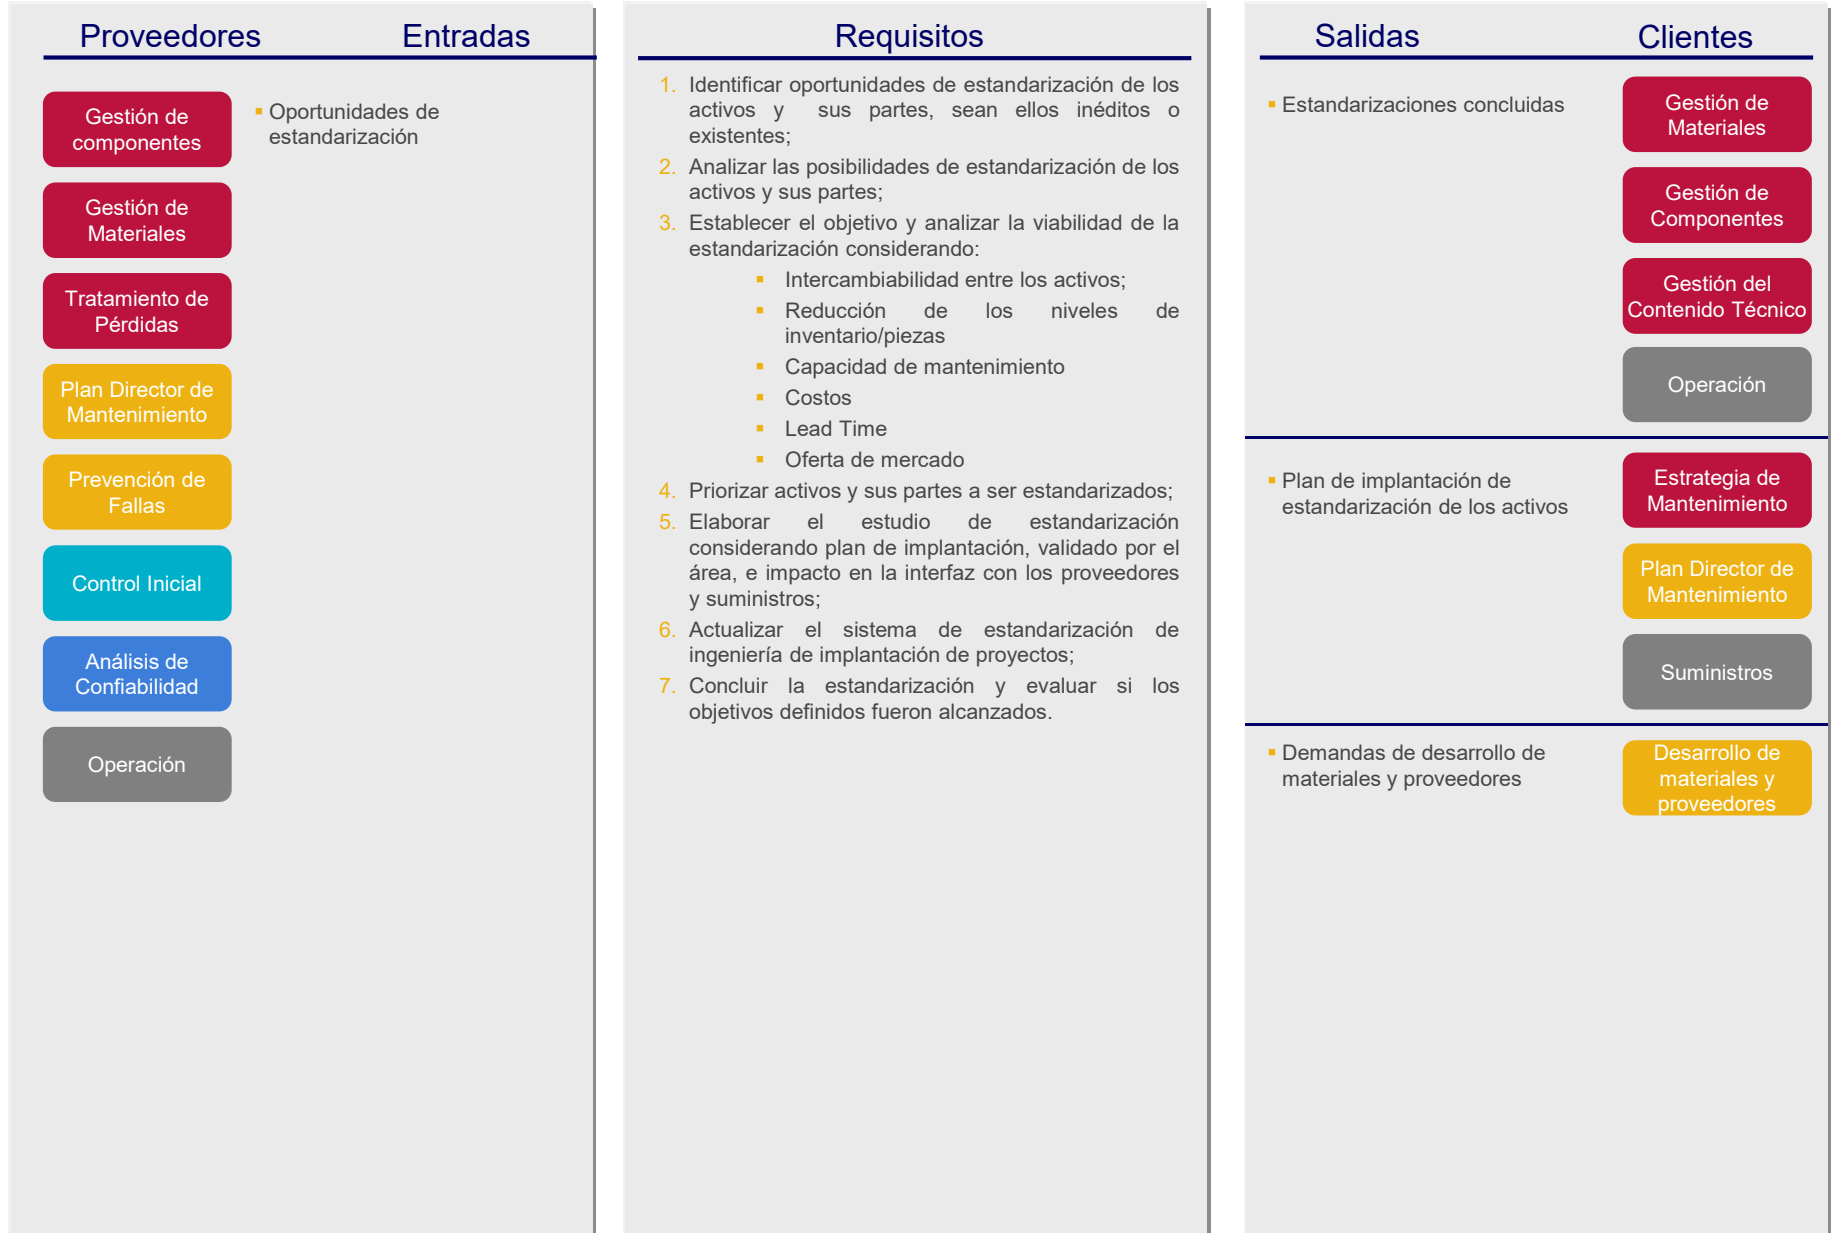 Proveedores
Entradas
Gestión de
componentes
Gestión de
Materiales
Tratamiento de
Pérdidas
Plan Director de
Mantenimiento
Prevención de
Fallas
Control Inicial
Análisis de
Confiabilidad
Operación
▪ Oportunidades de
estandarización
Requisitos
1. Identificar oportunidades de estandarización de los
activos y sus partes, sean ellos inéditos o
existentes;
2. Analizar las posibilidades de estandarización de los
activos y sus partes;
3. Establecer el objetivo y analizar la viabilidad de la
estandarización considerando:
▪ Intercambiabilidad entre los activos;
▪ Reducción de los niveles de
inventario/piezas
▪ Capacidad de mantenimiento
▪ Costos
▪ Lead Time
▪ Oferta de mercado
4. Priorizar activos y sus partes a ser estandarizados;
5. Elaborar el estudio de estandarización
considerando plan de implantación, validado por el
área, e impacto en la interfaz con los proveedores
y suministros;
6. Actualizar el sistema de estandarización de
ingeniería de implantación de proyectos;
7. Concluir la estandarización y evaluar si los
objetivos definidos fueron alcanzados.
Salidas
Clientes
▪ Estandarizaciones concluidas
Gestión de
Materiales
Gestión de
Componentes
Gestión del
Contenido Técnico
Operación
▪ Plan de implantación de
estandarización de los activos
Estrategia de
Mantenimiento
Plan Director de
Mantenimiento
Suministros
▪ Demandas de desarrollo de
materiales y proveedores
Desarrollo de
materiales y
proveedores